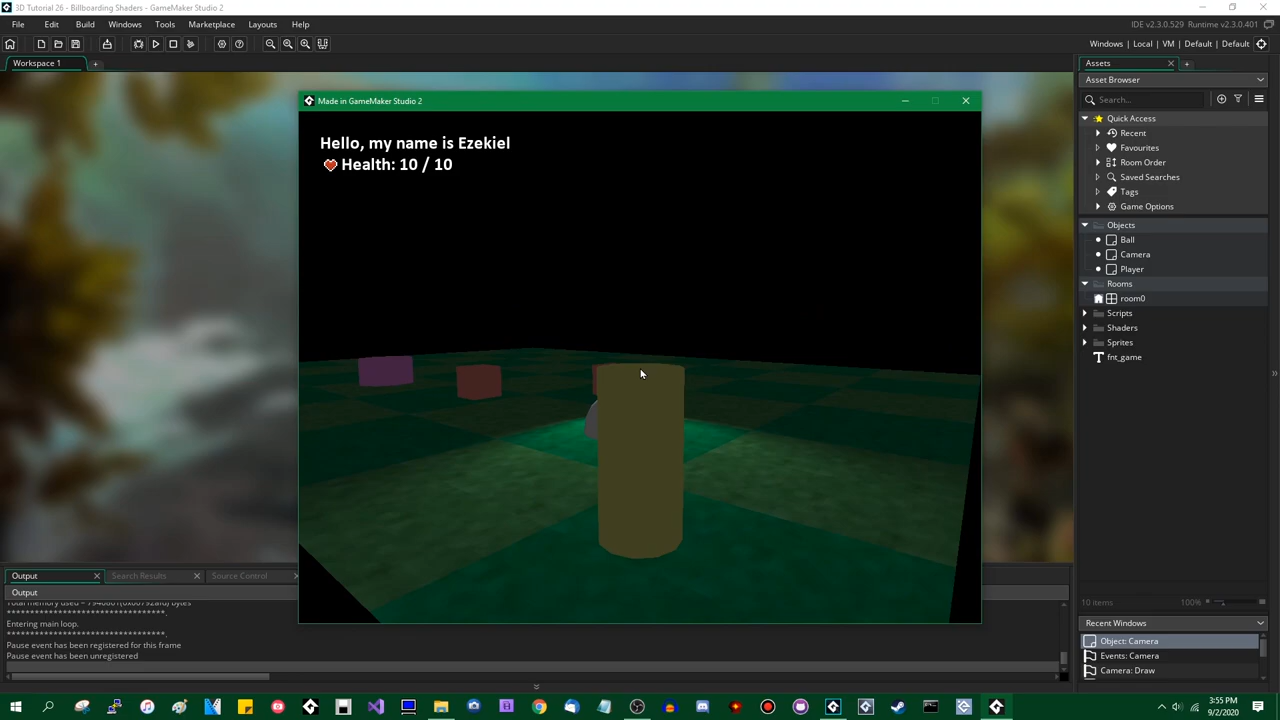 3D Tutorial 26 - Billboarding Shaders - GameMaker Studio 2
File Edit Build Windows Tools Marketplace Layouts Help
IDE v2.3.0.529 Runtime v2.3.0.401
Windows | Local | VM | Default | Default
Workspace 1
Assets
Asset Browser
Search...
Quick Access
Recent
Favourites
Room Order
Saved Searches
Tags
Game Options
Objects
Ball
Camera
Player
Rooms
room0
Scripts
Shaders
Sprites
fnt_game
10 items 100%
Made in GameMaker Studio 2
Hello, my name is Ezekiel
Health: 10 / 10
Output Search Results Source Control
Output
Entering main loop.
Pause event has been registered for this frame
Pause event has been unregistered
Recent Windows
Object: Camera
Events: Camera
Camera: Draw
3:55 PM
9/2/2020